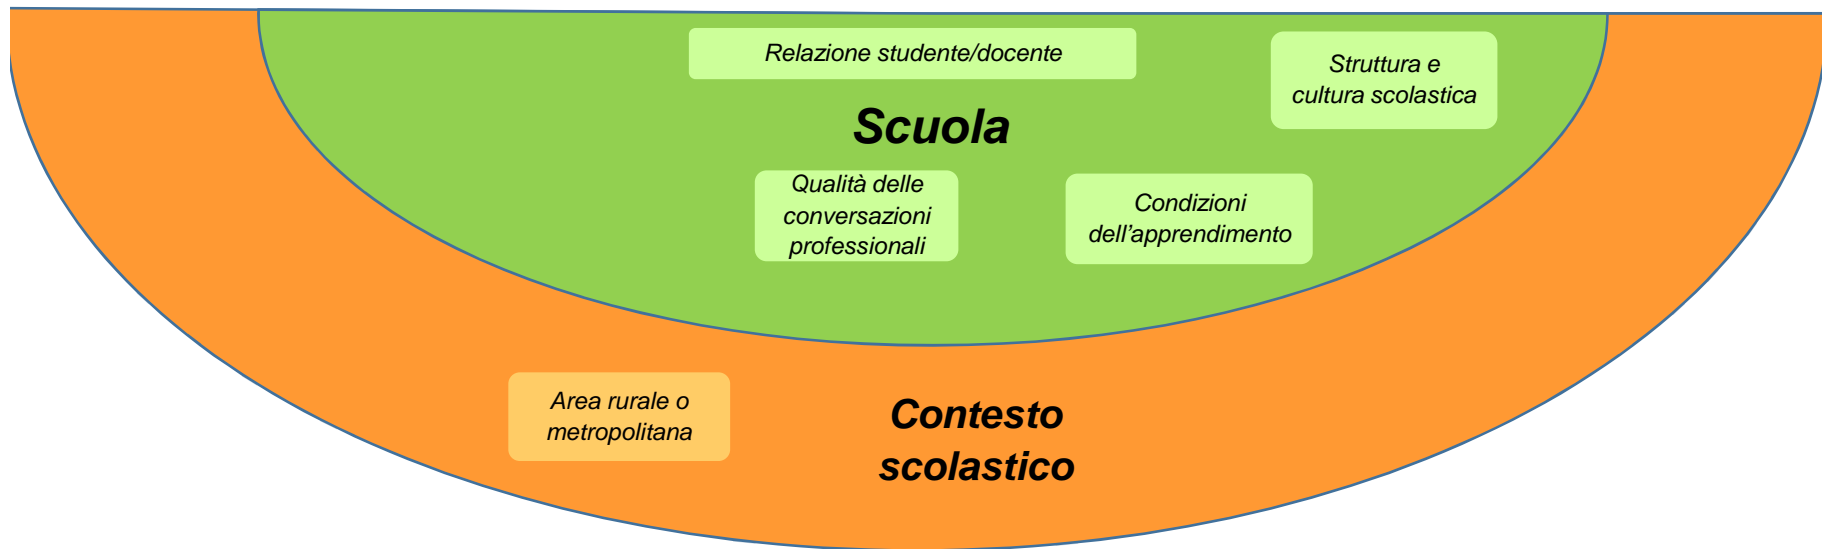 Relazione studente/docente
Struttura e
cultura scolastica
Scuola
Qualità delle
conversazioni
professionali
Condizioni
dell’apprendimento
Area rurale o
metropolitana
Contesto
scolastico